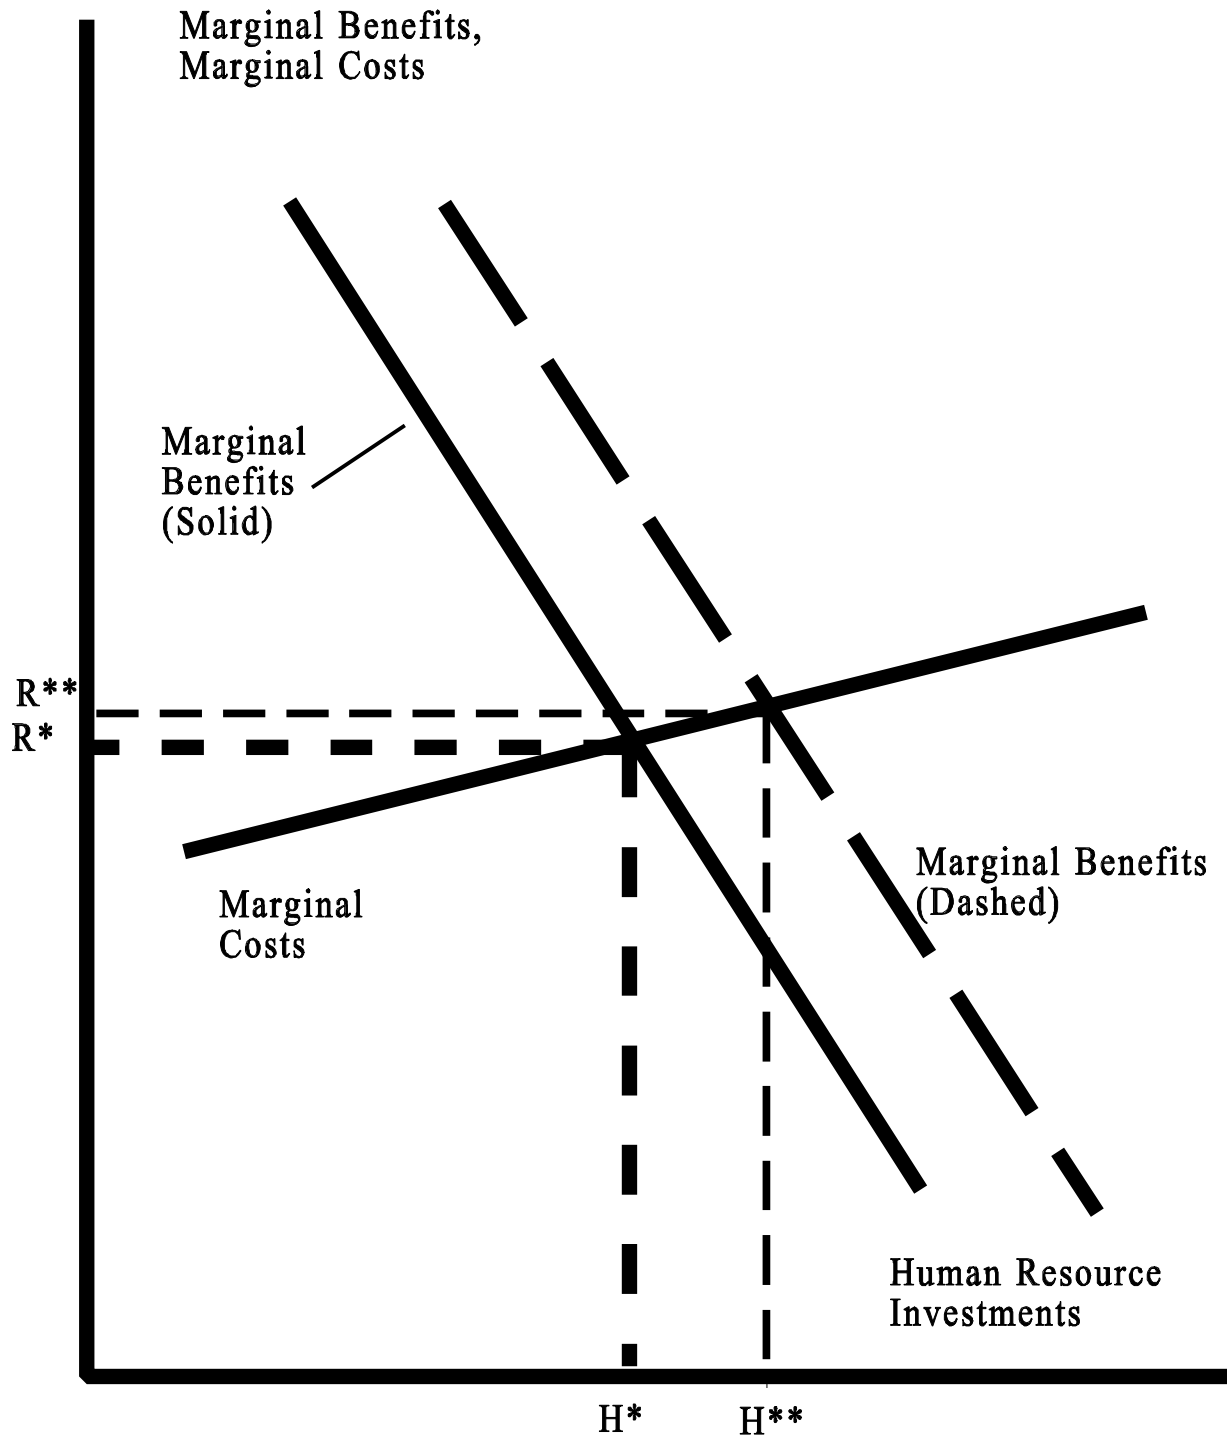 Marginal Benefits,
Marginal Costs
Marginal
Benefits
(Solid)
R**
R*
Marginal Benefits
(Dashed)
Marginal
Costs
Human Resource
Investments
H*
H**